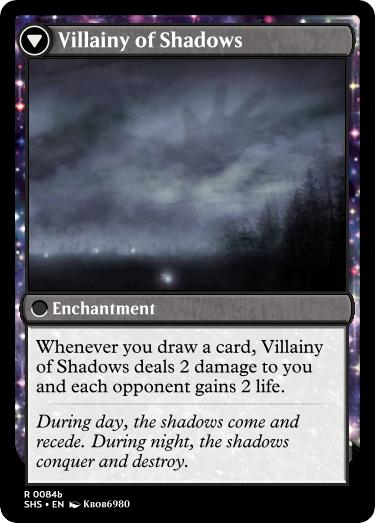 Villainy of Shadows
Enchantment
Whenever you draw a card, Villainy
of Shadows deals 2 damage to you
and each opponent gains 2 life.
During day, the shadows come and
recede. During night, the shadows
conquer and destroy.
R 0084b
SHS • EN Kbob6980